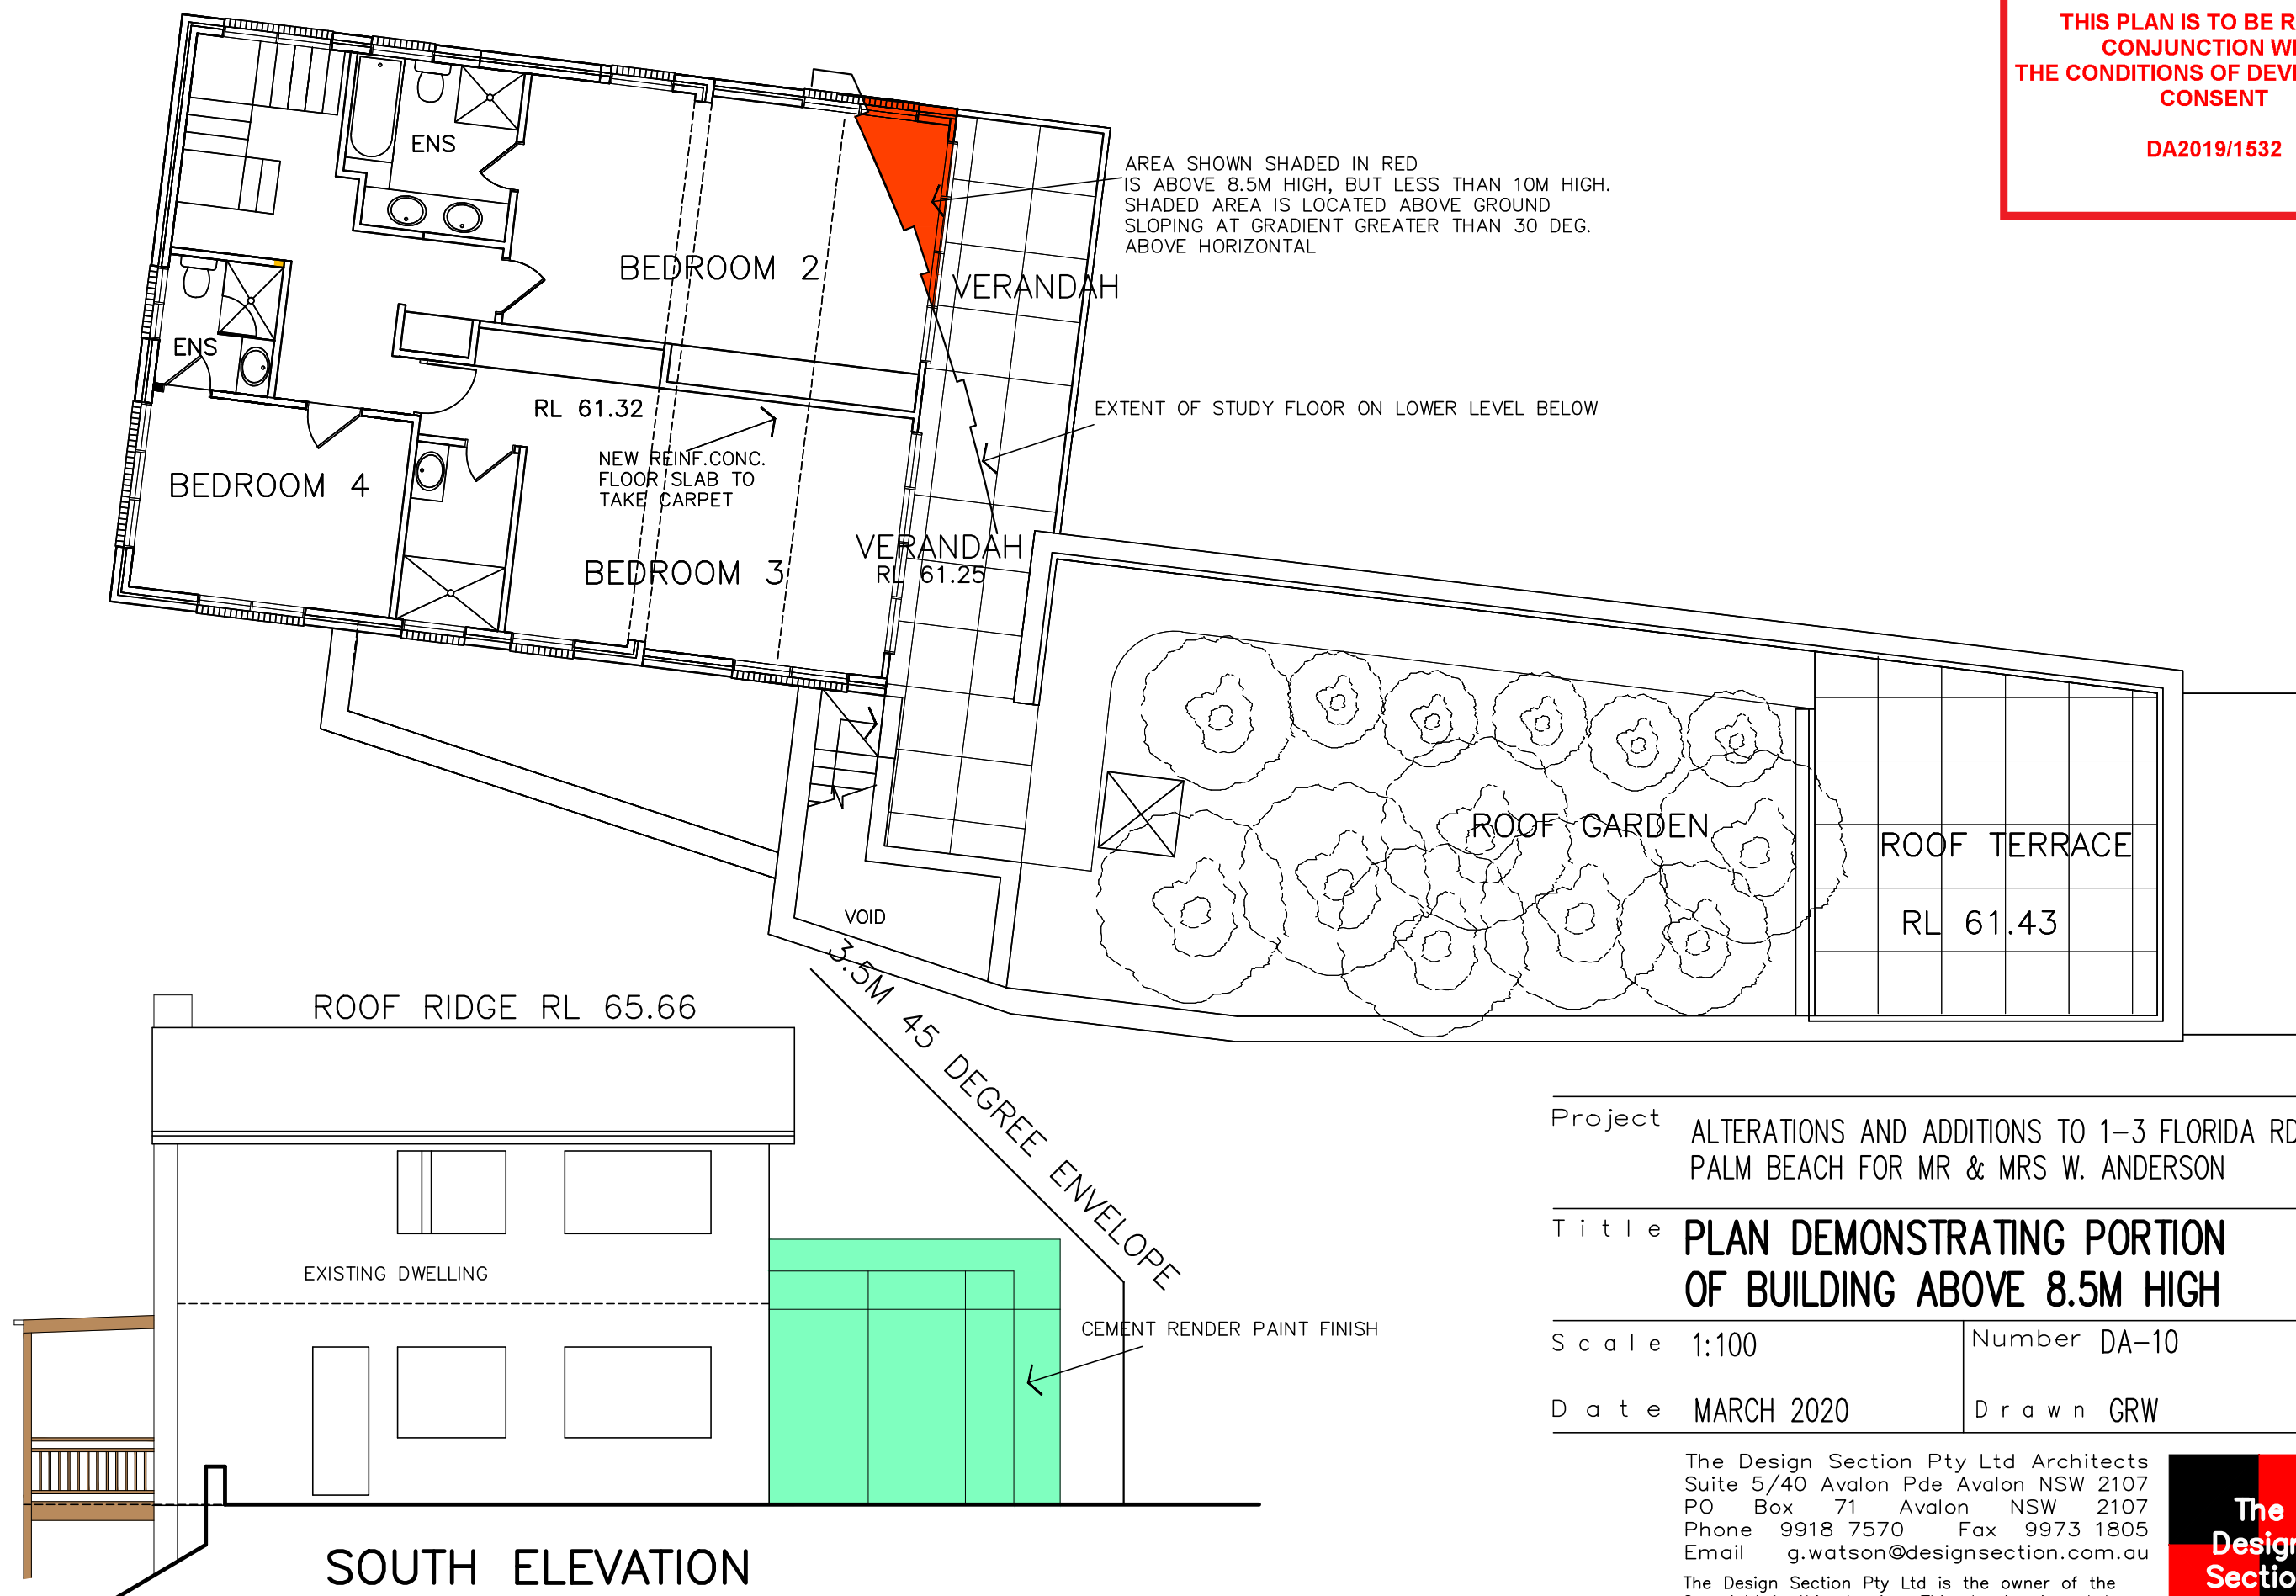 THIS PLAN IS TO BE R
CONJUNCTION W
THE CONDITIONS OF DEV
CONSENT
DA2019/1532
ENS
AREA SHOWN SHADED IN RED
IS ABOVE 8.5M HIGH, BUT LESS THAN 10M HIGH.
SHADED AREA IS LOCATED ABOVE GROUND
SLOPING AT GRADIENT GREATER THAN 30 DEG.
ABOVE HORIZONTAL
BEDROOM 2
VERANDAH
ENS
RL 61.32
EXTENT OF STUDY FLOOR ON LOWER LEVEL BELOW
NEW REINF.CONC.
FLOOR SLAB TO
TAKE CARPET
BEDROOM 4
VERANDAH
RL 61.25
BEDROOM 3
ROOF GARDEN
ROOF TERRACE
RL 61.43
VOID
3.5M 45 DEGREE ENVELOPE
ROOF RIDGE RL 65.66
EXISTING DWELLING
CEMENT RENDER PAINT FINISH
SOUTH ELEVATION
Project ALTERATIONS AND ADDITIONS TO 1-3 FLORIDA RD
PALM BEACH FOR MR & MRS W. ANDERSON
Title PLAN DEMONSTRATING PORTION
OF BUILDING ABOVE 8.5M HIGH
Scale 1:100 Number DA-10
Date MARCH 2020 Drawn GRW
The Design Section Pty Ltd Architects
Suite 5/40 Avalon Pde Avalon NSW 2107
PO Box 71 Avalon NSW 2107
Phone 9918 7570 Fax 9973 1805
Email g.watson@designsection.com.au
The Design Section Pty Ltd is the owner of the
The
Design
Sectio